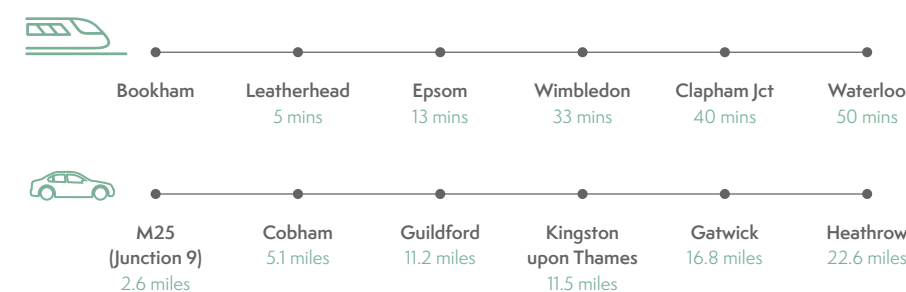 Bookham
Leatherhead
5 mins
Epsom
13 mins
Wimbledon
33 mins
Clapham Jct
40 mins
Waterloo
50 mins
M25
(Junction 9)
2.6 miles
Cobham
5.1 miles
Guildford
11.2 miles
Kingston
upon Thames
11.5 miles
Gatwick
16.8 miles
Heathrow
22.6 miles